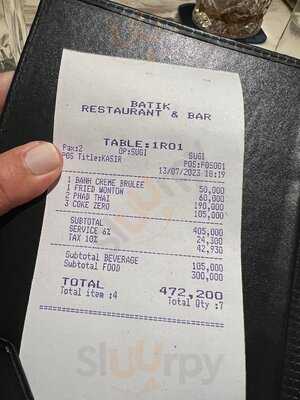 BATIK
RESTAURANT & BAR
TABLE:1R01
Pax:2 OP:SUGI SUGI
POS Title:KASIR POS:POS001
13/07/2023 18:19
1 BANH CREME BRULEE 50,000
1 FRIED WONTON 60,000
2 PHAD THAI 190,000
3 COKE ZERO 105,000
SUBTOTAL 405,000
SERVICE 6% 24,300
TAX 10% 42,930
Subtotal BEVERAGE 105,000
Subtotal FOOD 300,000
TOTAL 472,200
Total item :4 Total Qty :7
Sluurpy